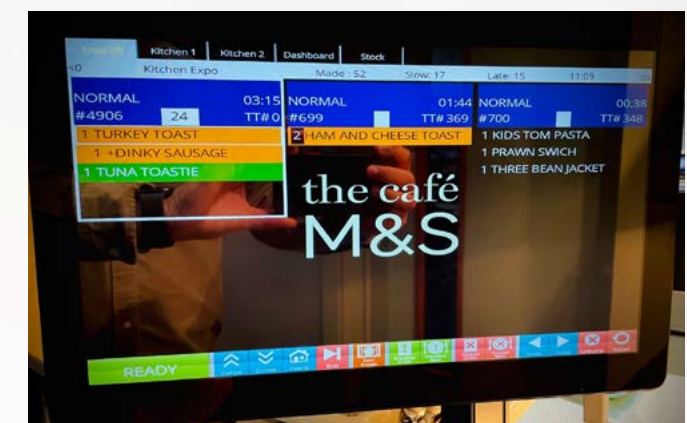 Kitchen 1 Kitchen 2 Dashboard Stock
<0 Kitchen Expo Made: 52 Slow: 17 Late: 15 11:09
NORMAL 03:15
#4906 24 TT# 0
1 TURKEY TOAST
1 +DINKY SAUSAGE
1 TUNA TOASTIE
NORMAL 01:44
#699 TT# 369
2 HAM AND CHEESE TOAST
NORMAL 00:38
#700 TT# 348
1 KIDS TOM PASTA
1 PRAWN SWICH
1 THREE BEAN JACKET
the café
M&S
READY